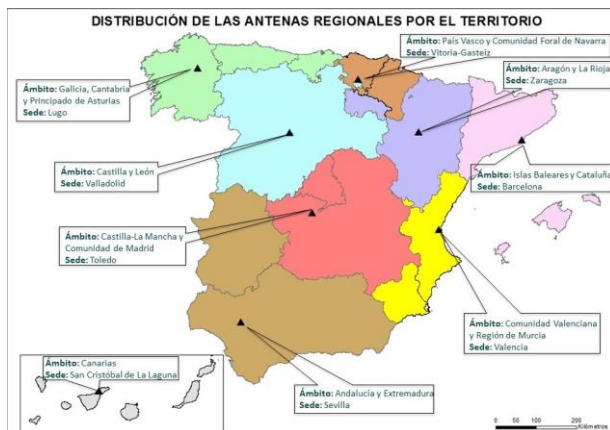 DISTRIBUCIÓN DE LAS ANTENAS REGIONALES POR EL TERRITORIO
Ámbito: País Vasco y Comunidad Foral de Navarra
Sede: Vitoria-Gasteiz
Ámbito: Aragón y La Rioja
Sede: Zaragoza
Ámbito: Galicia, Cantabria
y Principado de Asturias
Sede: Lugo
Ámbito: Castilla y León
Sede: Valladolid
Ámbito: Islas Baleares y Cataluña
Sede: Barcelona
Ámbito: Castilla-La Mancha y
Comunidad de Madrid
Sede: Toledo
Ámbito: Comunidad Valenciana
y Región de Murcia
Sede: Valencia
Ámbito: Canarias
Sede: San Cristóbal de La Laguna
Ámbito: Andalucía y Extremadura
Sede: Sevilla
0 50 100 200
Kilómetros